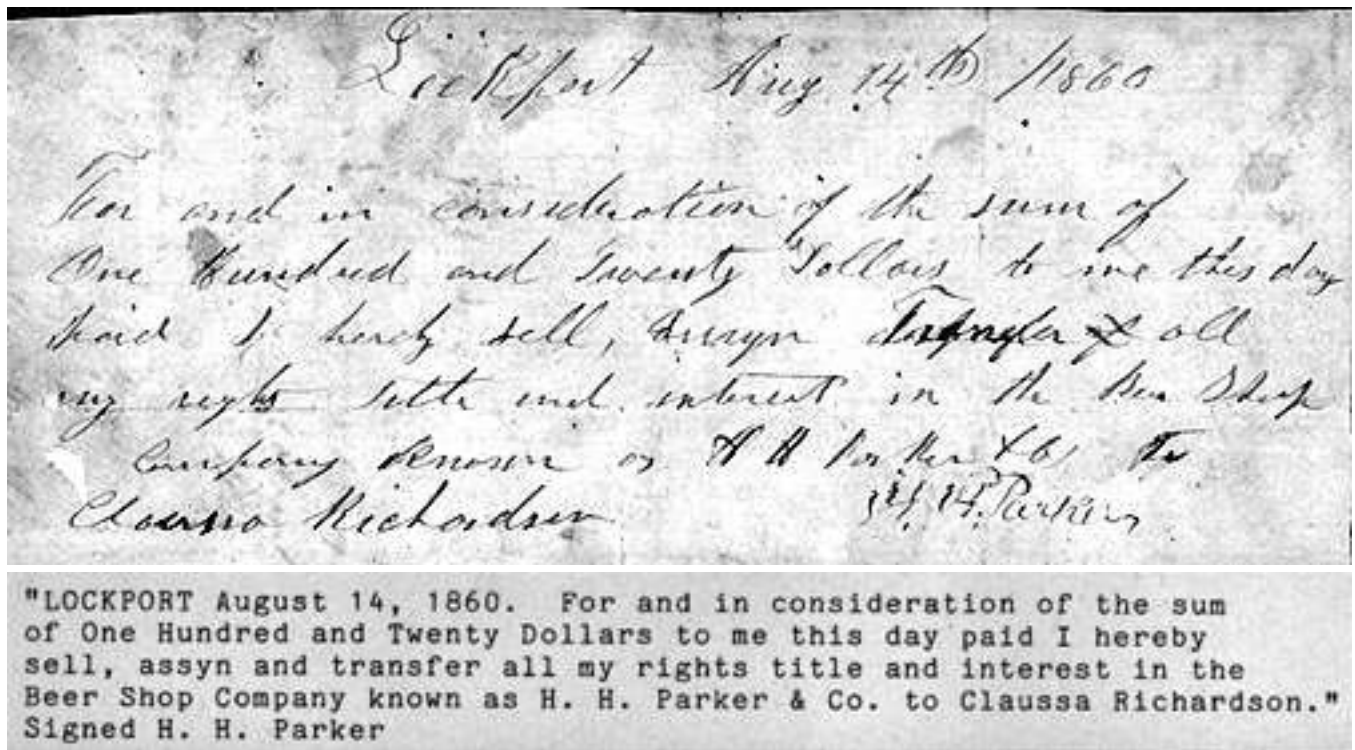 Lockport Aug 14th /1860
For and in consideration of the sum of
One Hundred and Twenty Dollars to me this day
paid I hereby sell, assyn Transfer & all
my right title and interest in the Beer Shop
Company known as H H Parker & Co To
Claussa Richardson H. H. Parker
"LOCKPORT August 14, 1860. For and in consideration of the sum
of One Hundred and Twenty Dollars to me this day paid I hereby
sell, assyn and transfer all my rights title and interest in the
Beer Shop Company known as H. H. Parker & Co. to Claussa Richardson."
Signed H. H. Parker